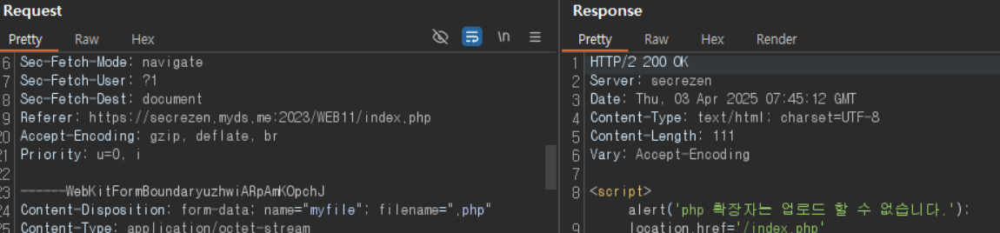 Request
Pretty Raw Hex
\n
6 Sec-Fetch-Mode: navigate
7 Sec-Fetch-User: ?1
8 Sec-Fetch-Dest: document
9 Referer: https://secrezen.myds.me:2023/WEB11/index.php
20 Accept-Encoding: gzip, deflate, br
21 Priority: u=0, i
22
23 ------WebKitFormBoundaryuzhwiARpAmKOpchJ
24 Content-Disposition: form-data; name="myfile"; filename=".php"
25 Content-Type: application/octet-stream
Response
Pretty Raw Hex Render
1 HTTP/2 200 OK
2 Server: secrezen
3 Date: Thu, 03 Apr 2025 07:45:12 GMT
4 Content-Type: text/html; charset=UTF-8
5 Content-Length: 111
6 Vary: Accept-Encoding
7
8 <script>
alert('php 확장자는 업로드 할 수 없습니다.');
9 location.href='/index.php'